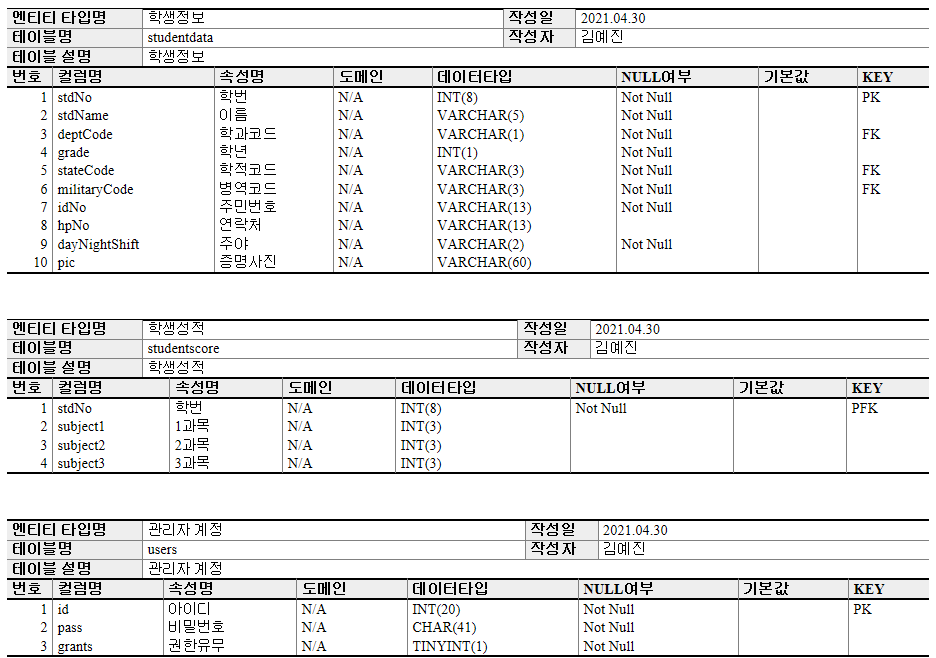 엔티티 타입명 학생정보 작성일 2021.04.30
테이블명 studentdata 작성자 김예진
테이블 설명 학생정보
번호 컬럼명 속성명 도메인 데이터타입 NULL여부 기본값 KEY
1 stdNo 학번 N/A INT(8) Not Null PK
2 stdName 이름 N/A VARCHAR(5) Not Null
3 deptCode 학과코드 N/A VARCHAR(1) Not Null FK
4 grade 학년 N/A INT(1) Not Null
5 stateCode 학적코드 N/A VARCHAR(3) Not Null FK
6 militaryCode 병역코드 N/A VARCHAR(3) Not Null FK
7 idNo 주민번호 N/A VARCHAR(13) Not Null
8 hpNo 연락처 N/A VARCHAR(13)
9 dayNightShift 주야 N/A VARCHAR(2) Not Null
10 pic 증명사진 N/A VARCHAR(60)
엔티티 타입명 학생성적 작성일 2021.04.30
테이블명 studentscore 작성자 김예진
테이블 설명 학생성적
번호 컬럼명 속성명 도메인 데이터타입 NULL여부 기본값 KEY
1 stdNo 학번 N/A INT(8) Not Null PFK
2 subject1 1과목 N/A INT(3)
3 subject2 2과목 N/A INT(3)
4 subject3 3과목 N/A INT(3)
엔티티 타입명 관리자 계정 작성일 2021.04.30
테이블명 users 작성자 김예진
테이블 설명 관리자 계정
번호 컬럼명 속성명 도메인 데이터타입 NULL여부 기본값 KEY
1 id 아이디 N/A INT(20) Not Null PK
2 pass 비밀번호 N/A CHAR(41) Not Null
3 grants 권한유무 N/A TINYINT(1) Not Null